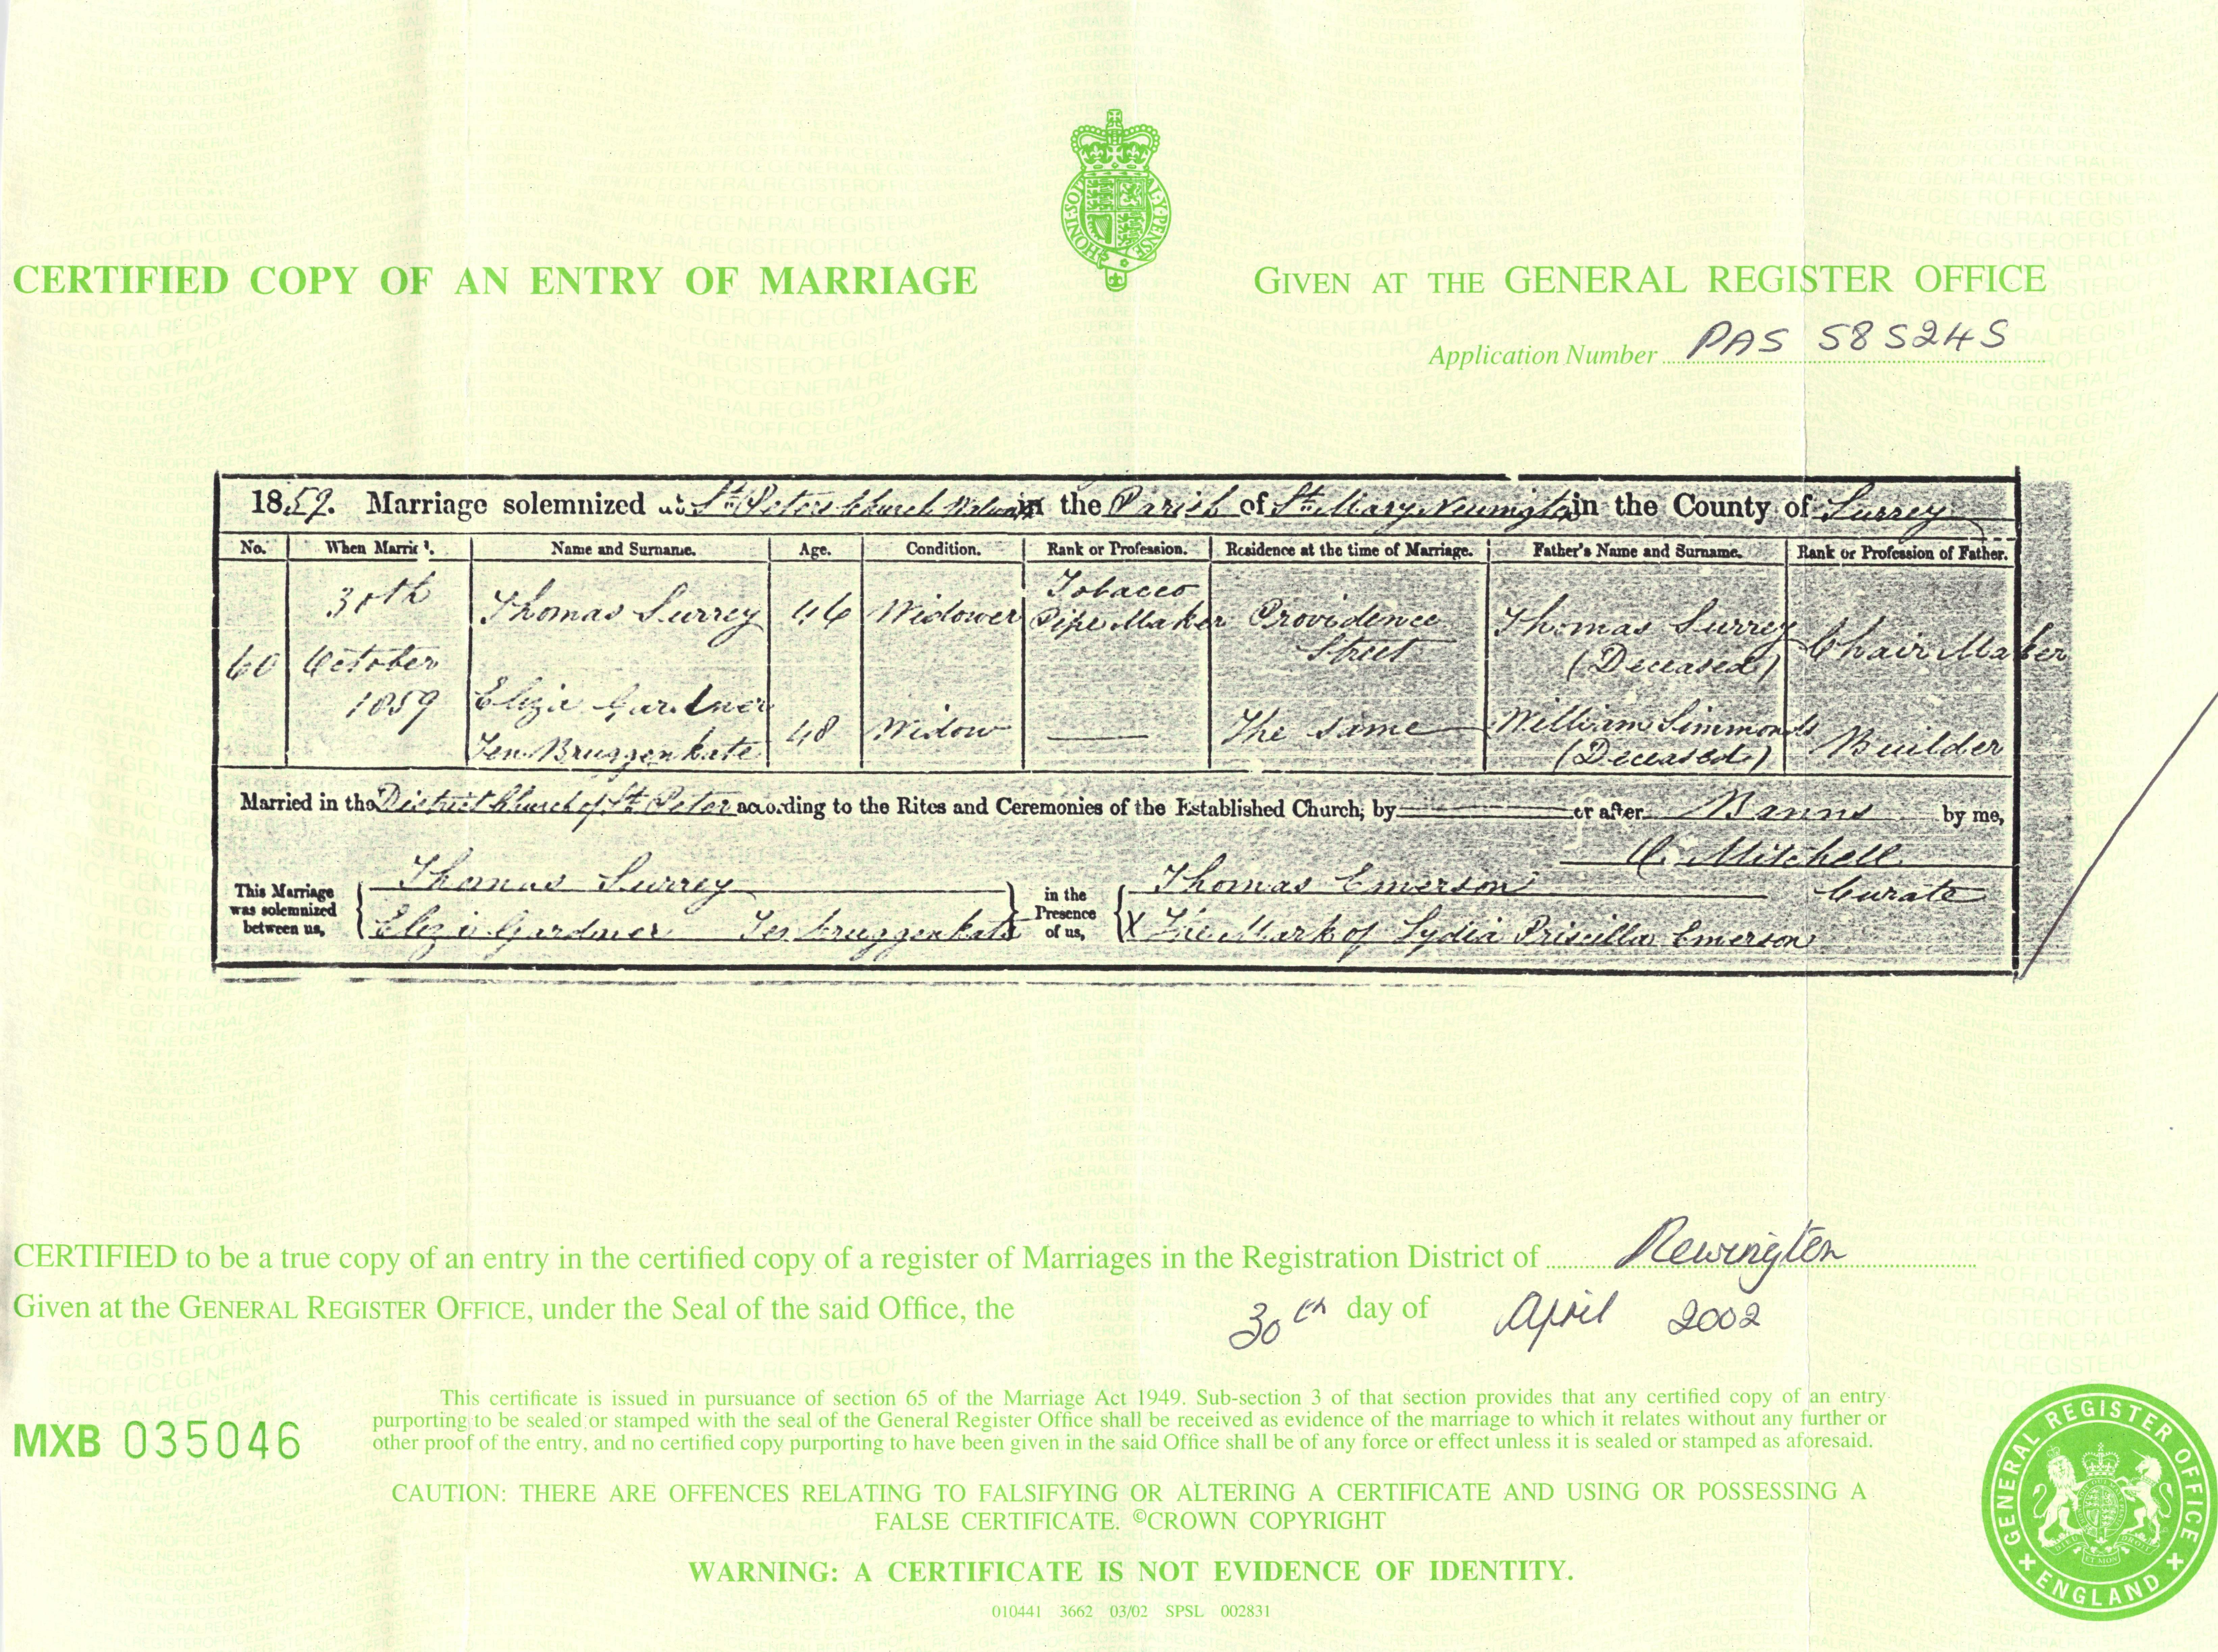 HONI·SOIT·Q·MAL·Y·PENSE
CERTIFIED COPY OF AN ENTRY OF MARRIAGE
GIVEN AT THE GENERAL REGISTER OFFICE
Application Number PAS 585245
1859. Marriage solemnized at St Peters Church Walworth in the Parish of St Mary Newington in the County of Surrey
No. When Married. Name and Surname. Age. Condition. Rank or Profession. Residence at the time of Marriage. Father's Name and Surname. Rank or Profession of Father.
60 30th October 1859
Thomas Surrey 46 Widower Tobacco Pipe Maker Providence Street Thomas Surrey (Deceased) Chair Maker
Eliza Gardner Ten Bruggenkate 48 Widow — The same William Simmonds (Deceased) Builder
Married in the District Church of St Peter according to the Rites and Ceremonies of the Established Church, by — or after Banns by me,
C. Mitchell
Curate
This Marriage was solemnized between us, Thomas Surrey
Eliza Gardner Ten bruggenkate
in the Presence of us, Thomas Emerson
X The Mark of Lydia Priscilla Emerson
CERTIFIED to be a true copy of an entry in the certified copy of a register of Marriages in the Registration District of Newington
Given at the GENERAL REGISTER OFFICE, under the Seal of the said Office, the 30th day of April 2002
This certificate is issued in pursuance of section 65 of the Marriage Act 1949. Sub-section 3 of that section provides that any certified copy of an entry
purporting to be sealed or stamped with the seal of the General Register Office shall be received as evidence of the marriage to which it relates without any further or
other proof of the entry, and no certified copy purporting to have been given in the said Office shall be of any force or effect unless it is sealed or stamped as aforesaid.
MXB 035046
CAUTION: THERE ARE OFFENCES RELATING TO FALSIFYING OR ALTERING A CERTIFICATE AND USING OR POSSESSING A
FALSE CERTIFICATE. ©CROWN COPYRIGHT
WARNING: A CERTIFICATE IS NOT EVIDENCE OF IDENTITY.
010441 3662 03/02 SPSL 002831
GENERAL REGISTER OFFICE
ENGLAND